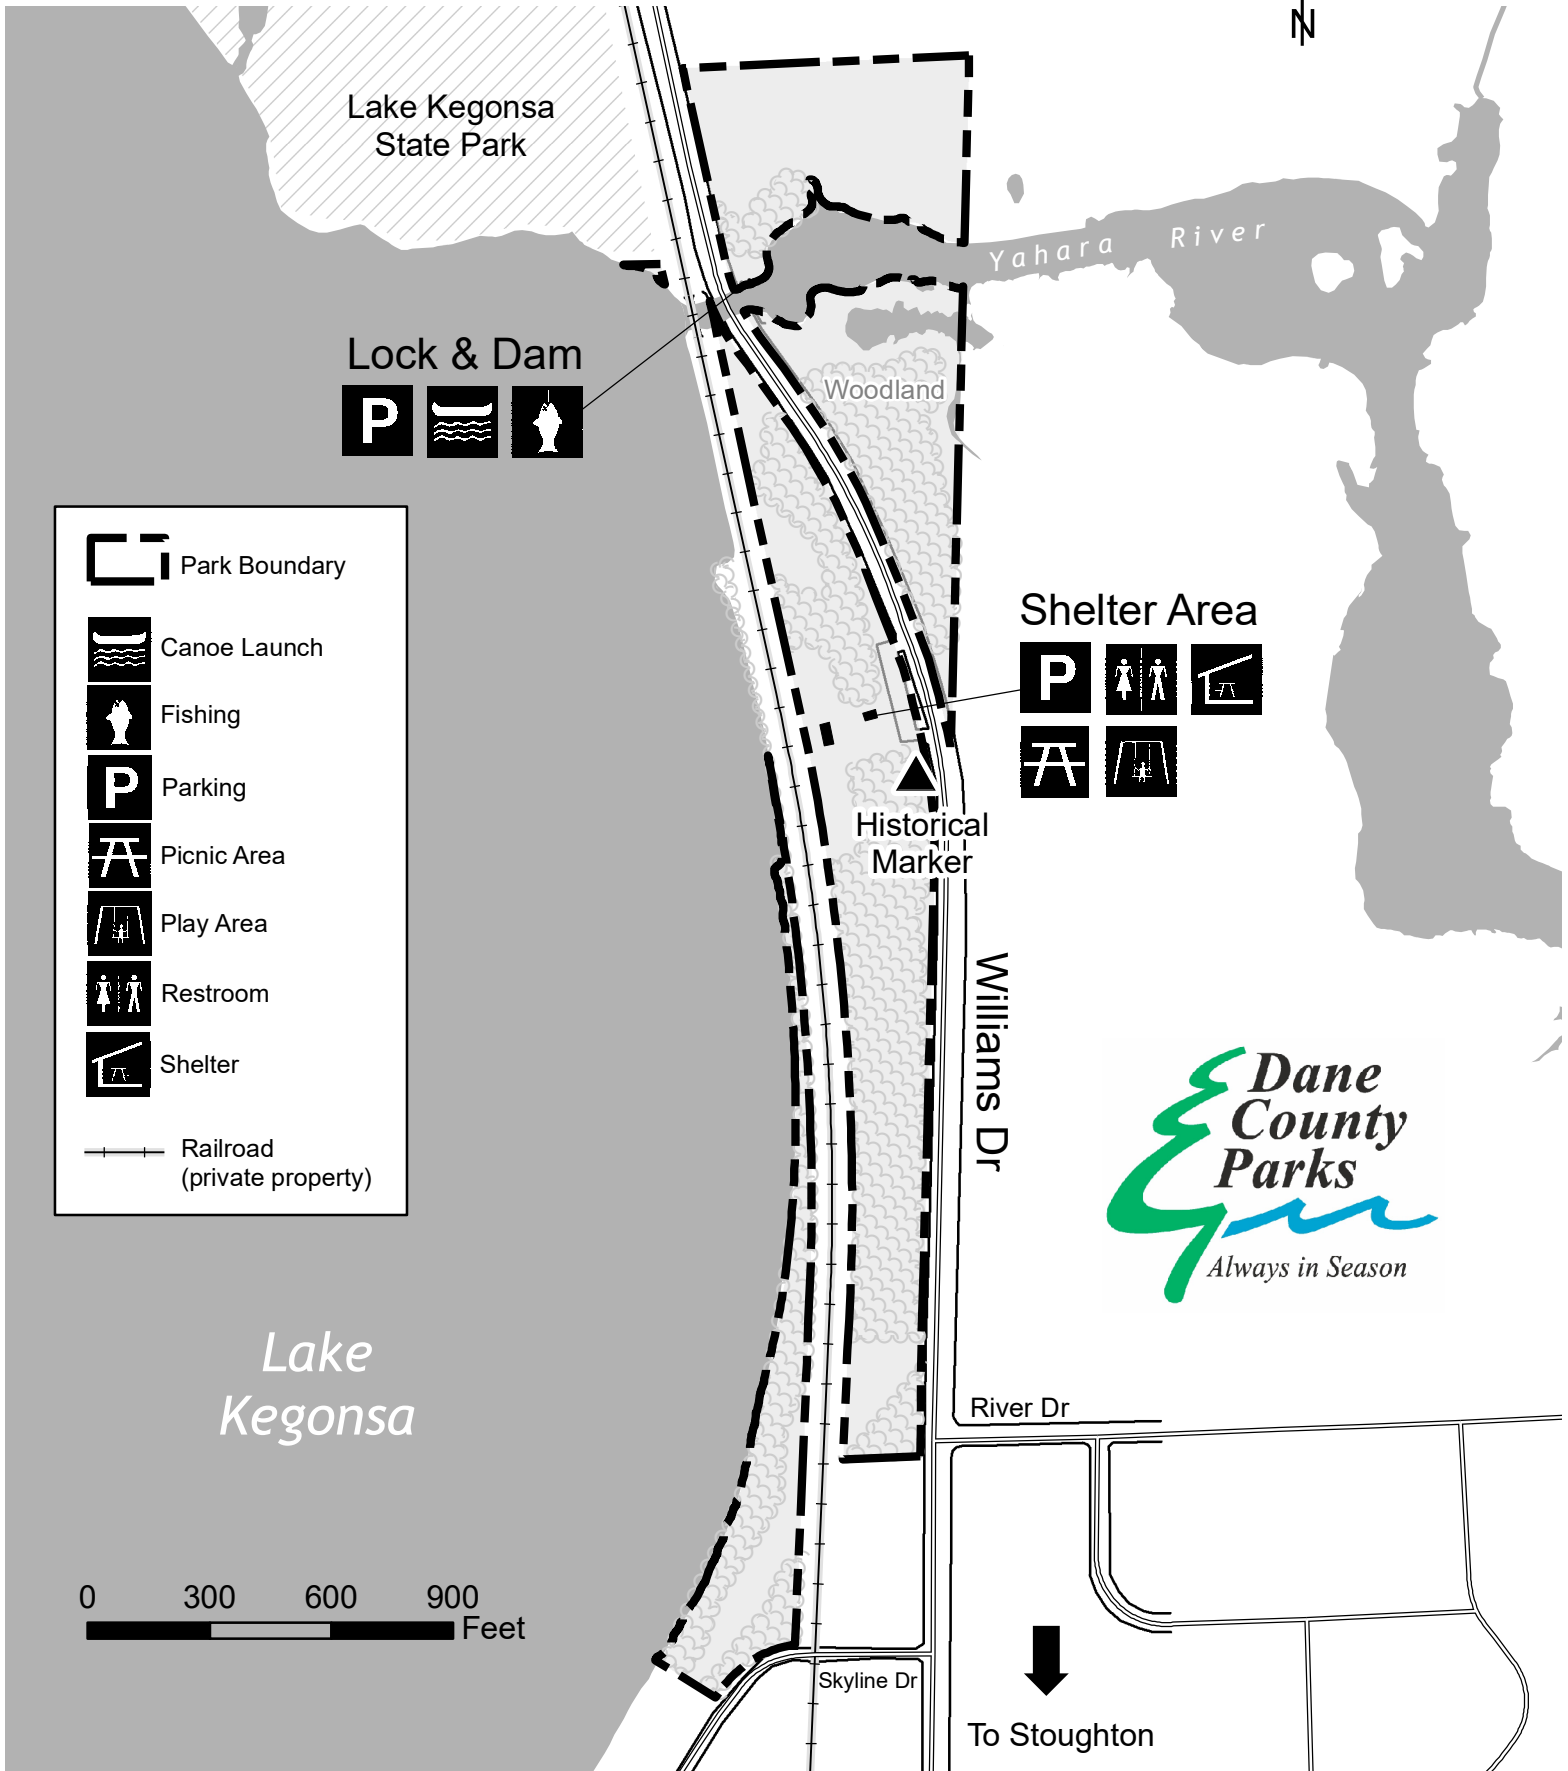 N
Lake Kegonsa
State Park
Yahara River
Lock & Dam
P
Woodland
Park Boundary
Canoe Launch
Fishing
P
Parking
Picnic Area
Play Area
Restroom
Shelter
Railroad
(private property)
Shelter Area
P
Historical
Marker
Williams Dr
Dane
County
Parks
Always in Season
Lake
Kegonsa
River Dr
0 300 600 900
Feet
Skyline Dr
To Stoughton